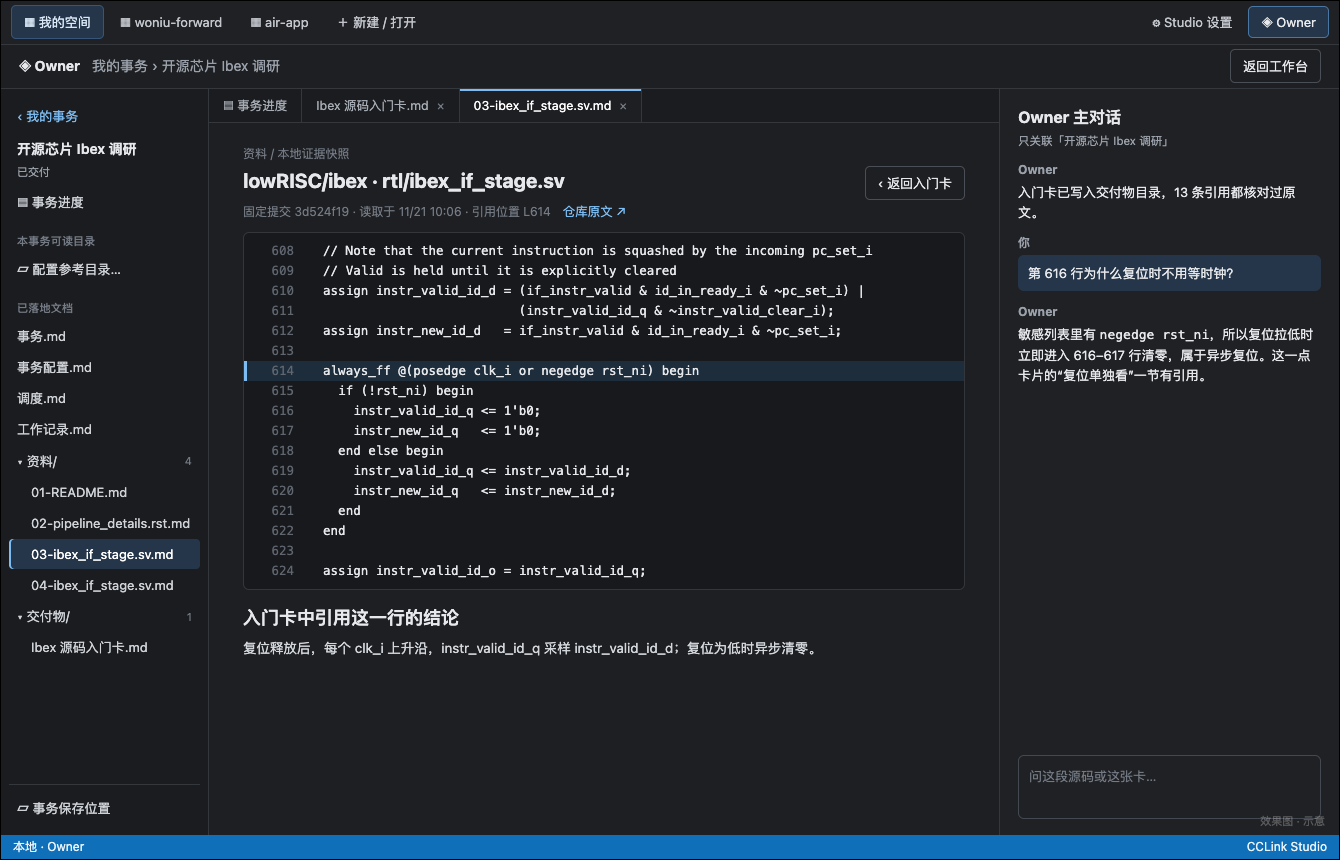 我的空间
woniu-forward
air-app
+ 新建 / 打开
Studio 设置
Owner
Owner 我的事务 › 开源芯片 Ibex 调研
返回工作台
‹ 我的事务
开源芯片 Ibex 调研
已交付
事务进度
本事务可读目录
配置参考目录...
已落地文档
事务.md
事务配置.md
调度.md
工作记录.md
资料/ 4
01-README.md
02-pipeline_details.rst.md
03-ibex_if_stage.sv.md
04-ibex_if_stage.sv.md
交付物/ 1
Ibex 源码入门卡.md
事务保存位置
事务进度
Ibex 源码入门卡.md ×
03-ibex_if_stage.sv.md ×
资料 / 本地证据快照
lowRISC/ibex · rtl/ibex_if_stage.sv
‹ 返回入门卡
固定提交 3d524f19 · 读取于 11/21 10:06 · 引用位置 L614 仓库原文 ↗
608 // Note that the current instruction is squashed by the incoming pc_set_i
609 // Valid is held until it is explicitly cleared
610 assign instr_valid_id_d = (if_instr_valid & id_in_ready_i & ~pc_set_i) |
611 (instr_valid_id_q & ~instr_valid_clear_i);
612 assign instr_new_id_d = if_instr_valid & id_in_ready_i & ~pc_set_i;
613
614 always_ff @(posedge clk_i or negedge rst_ni) begin
615 if (!rst_ni) begin
616 instr_valid_id_q <= 1'b0;
617 instr_new_id_q <= 1'b0;
618 end else begin
619 instr_valid_id_q <= instr_valid_id_d;
620 instr_new_id_q <= instr_new_id_d;
621 end
622 end
623
624 assign instr_valid_id_o = instr_valid_id_q;
入门卡中引用这一行的结论
复位释放后，每个 clk_i 上升沿，instr_valid_id_q 采样 instr_valid_id_d；复位为低时异步清零。
Owner 主对话
只关联「开源芯片 Ibex 调研」
Owner
入门卡已写入交付物目录，13 条引用都核对过原
文。
你
第 616 行为什么复位时不用等时钟?
Owner
敏感列表里有 negedge rst_ni，所以复位拉低时
立即进入 616–617 行清零，属于异步复位。这一点
卡片的“复位单独看”一节有引用。
问这段源码或这张卡...
效果图 · 示意
本地 · Owner
CCLink Studio